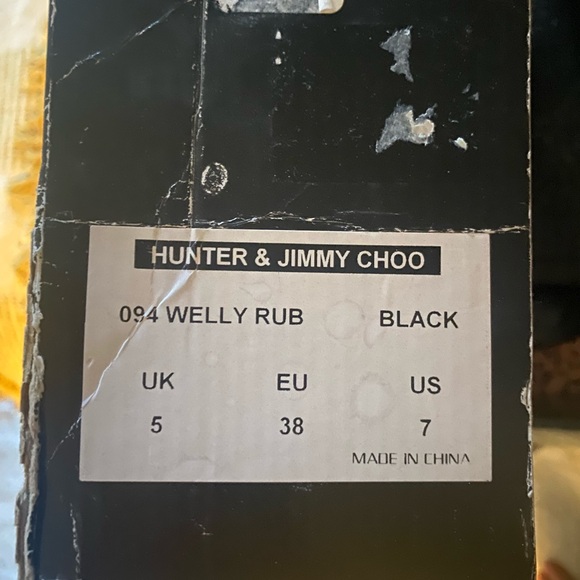 HUNTER & JIMMY CHOO
094 WELLY RUB BLACK
UK EU US
5 38 7
MADE IN CHINA